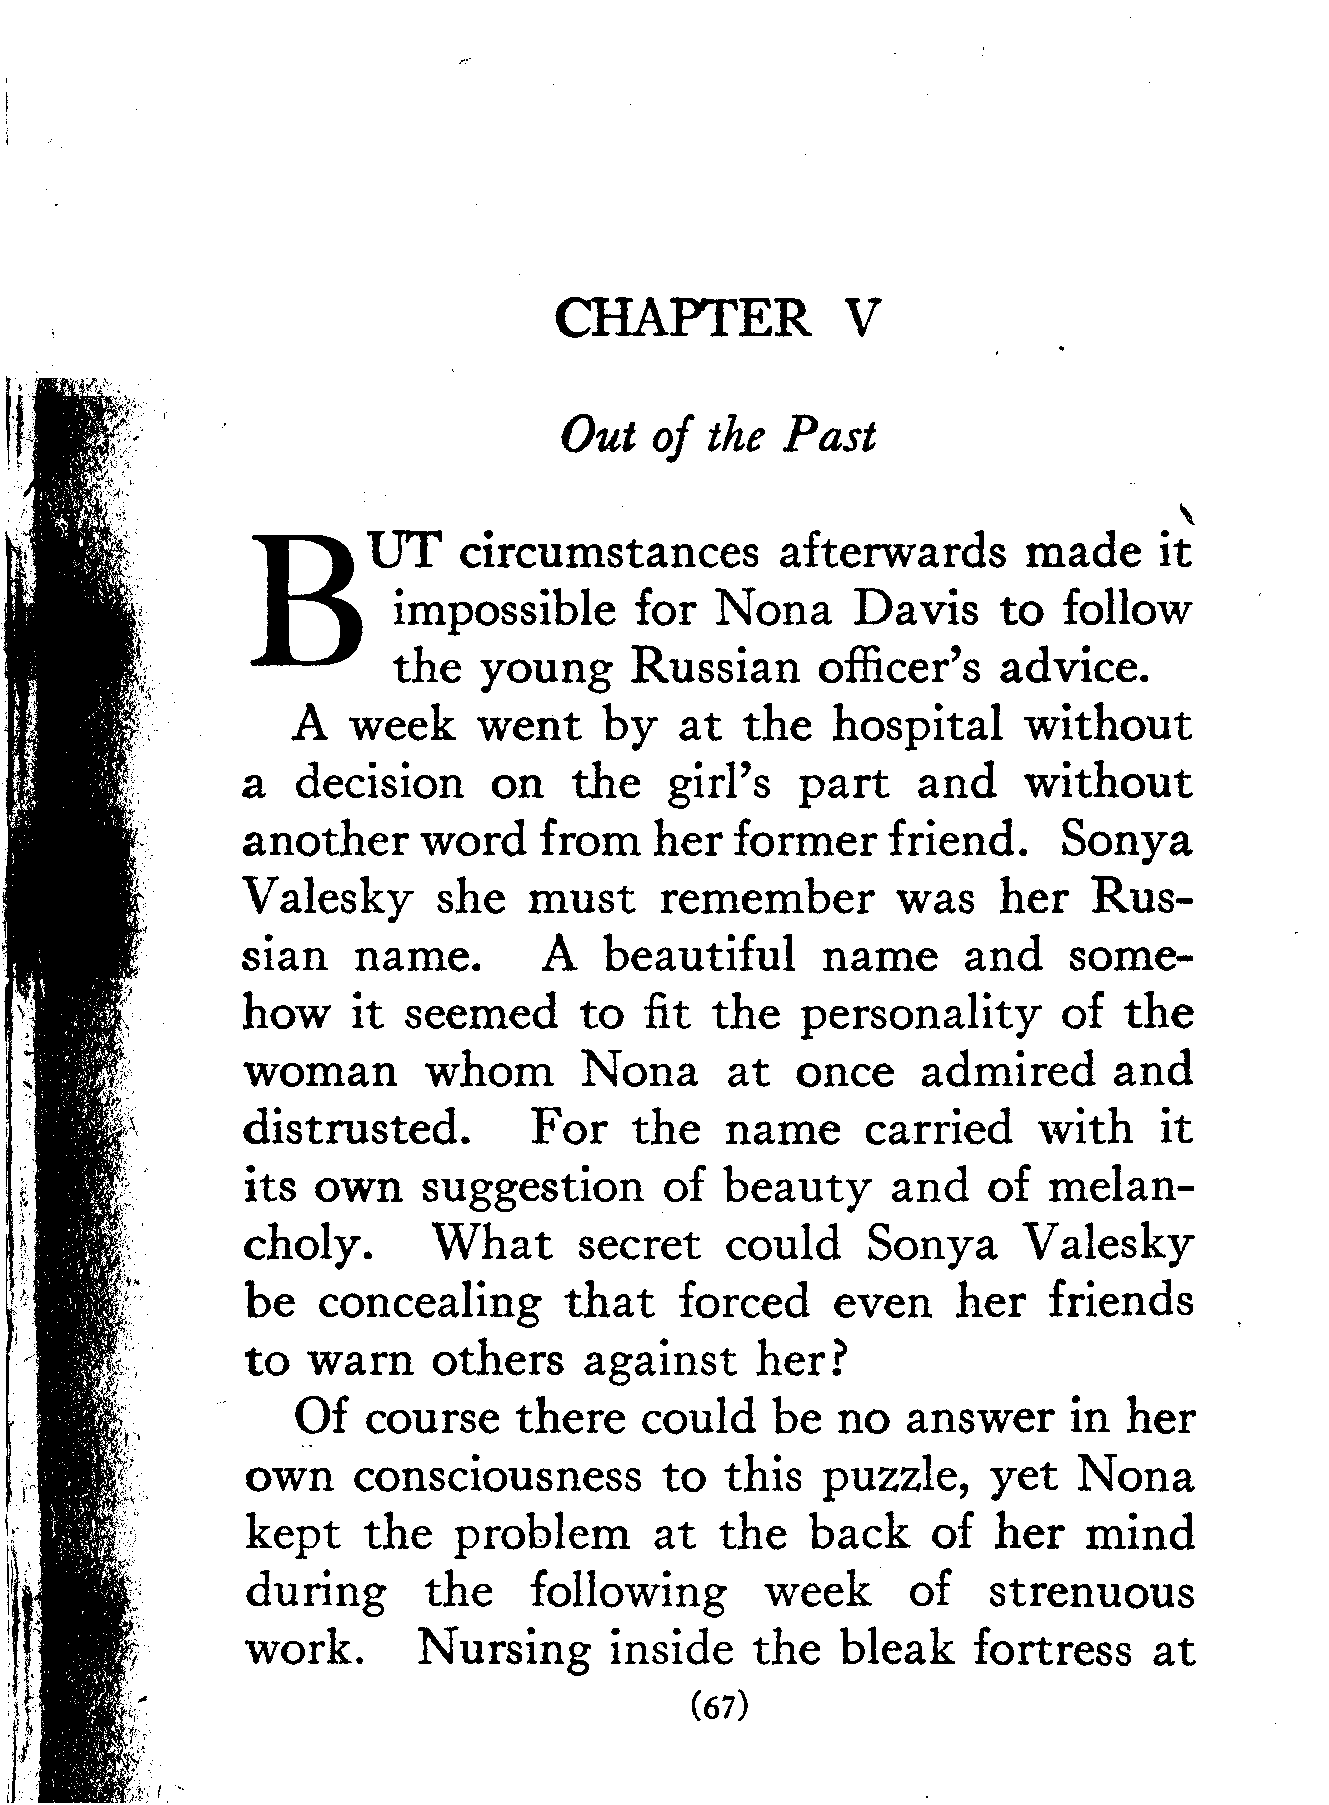 CHAPTER V
Out of the Past
BUT circumstances afterwards made it
impossible for Nona Davis to follow
the young Russian officer's advice.
A week went by at the hospital without
a decision on the girl's part and without
another word from her former friend. Sonya
Valesky she must remember was her Rus-
sian name. A beautiful name and some-
how it seemed to fit the personality of the
woman whom Nona at once admired and
distrusted. For the name carried with it
its own suggestion of beauty and of melan-
choly. What secret could Sonya Valesky
be concealing that forced even her friends
to warn others against her?
Of course there could be no answer in her
own consciousness to this puzzle, yet Nona
kept the problem at the back of her mind
during the following week of strenuous
work. Nursing inside the bleak fortress at
(67)